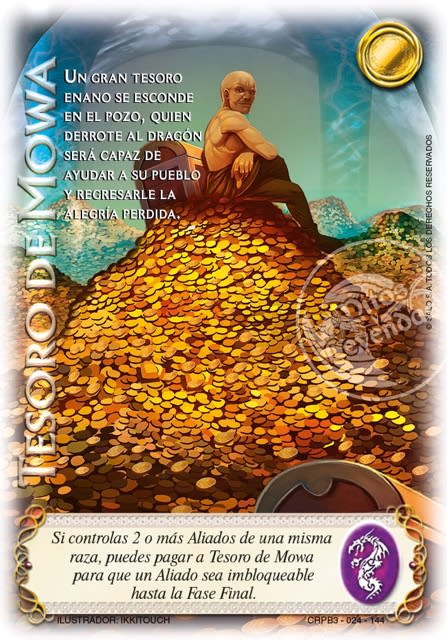 TESORO DE MOWA
UN GRAN TESORO
ENANO SE ESCONDE
EN EL POZO, QUIEN
DERROTE AL DRAGÓN
SERÁ CAPAZ DE
AYUDAR A SU PUEBLO
Y REGRESARLE LA
ALEGRÍA PERDIDA.
LOS DERECHOS RESERVADOS
Otros
Leyendas
Si controlas 2 o más Aliados de una misma
raza, puedes pagar a Tesoro de Mowa
para que un Aliado sea imbloqueable
hasta la Fase Final.
ILUSTRADOR: IKKITOUCH
CRPB3 - 024 - 144